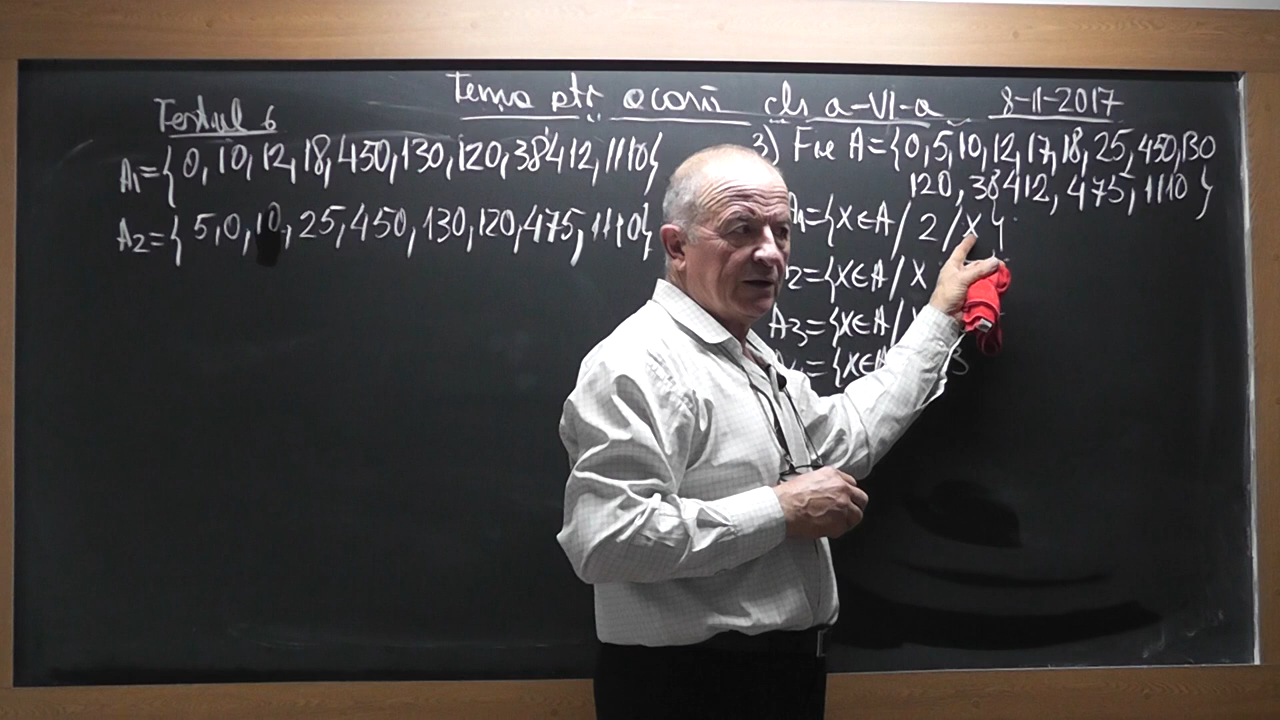 Testul 6
Tema ptr acasă cls a-VI-a 8-11-2017
A1={0,10,12,18,450,130,120,38412,1110}
A2={5,0,10,25,450,130,120,475,1110}
3) Fie A={0,5,10,12,17,18,25,450,130
120,38412,475,1110}
A1={x∈A/2/x}
2={x∈A/x
A3={x∈A/
={x∈A 3